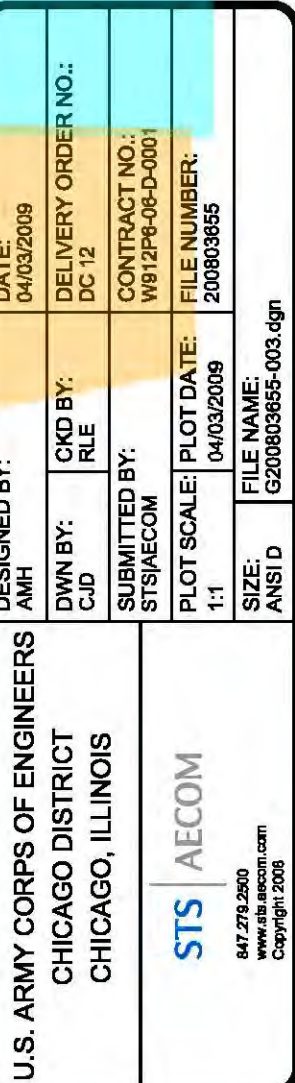 U.S. ARMY CORPS OF ENGINEERS
CHICAGO DISTRICT
CHICAGO, ILLINOIS
STS | AECOM
847.279.2500
www.sts.aecom.com
Copyright 2008
DESIGNED BY:
AMH
DATE:
04/03/2009
DWN BY:
CJD
CKD BY:
RLE
DELIVERY ORDER NO.:
DC 12
SUBMITTED BY:
STS|AECOM
CONTRACT NO.:
W912P6-06-D-0001
PLOT SCALE:
1:1
PLOT DATE:
04/03/2009
FILE NUMBER:
200803655
SIZE:
ANSI D
FILE NAME:
G200803655-003.dgn